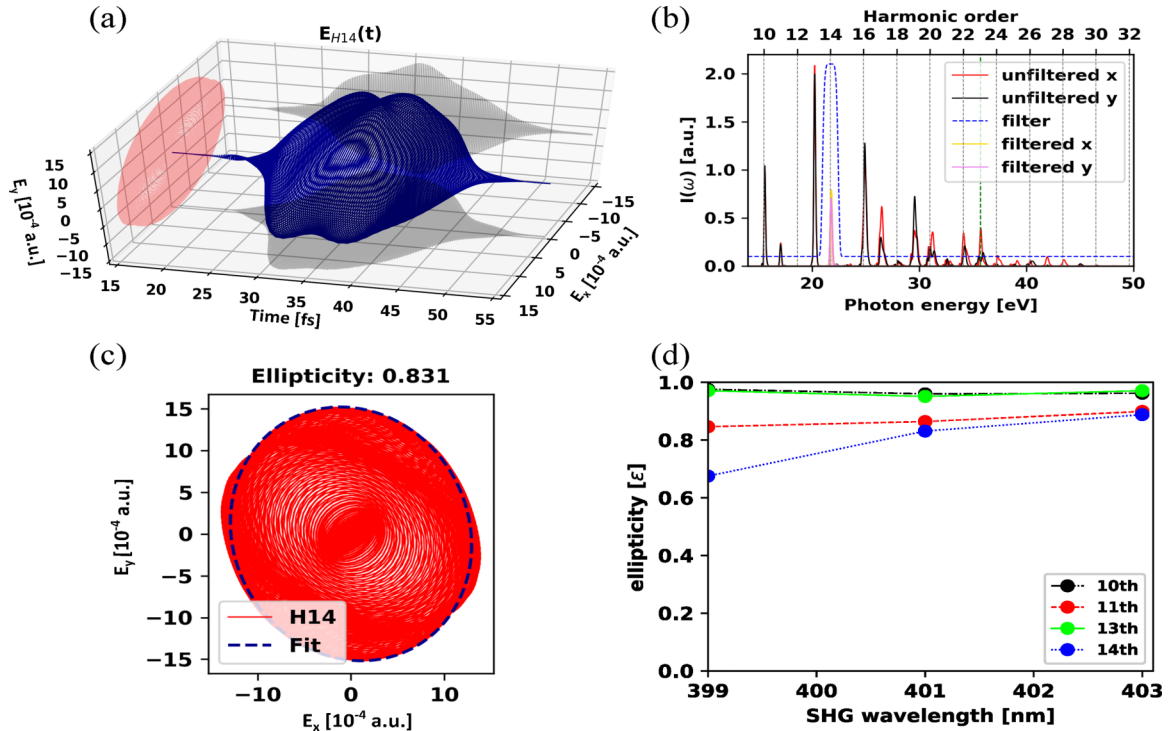 (a)
E_H14(t)
E_y [10⁻⁴ a.u.]
15
10
5
0
−5
−10
−15
15
20
25
30
35
40
45
50
55
Time [fs]
−15
−10
−5
0
5
10
15
E_x [10⁻⁴ a.u.]
(b)
Harmonic order
10 12 13 14 16 18 19 20 22 23 24 26 28 29 30 32
I(ω) [a.u.]
2.0
1.5
1.0
0.5
0.0
unfiltered x
unfiltered y
filter
filtered x
filtered y
20 30 40 50
Photon energy [eV]
(c)
Ellipticity: 0.831
E_y [10⁻⁴ a.u.]
15
10
5
0
−5
−10
−15
H14
Fit
−10 0 10
E_x [10⁻⁴ a.u.]
(d)
ellipticity [ε]
1.0
0.8
0.6
0.4
0.2
0.0
10th
11th
13th
14th
399 400 401 402 403
SHG wavelength [nm]